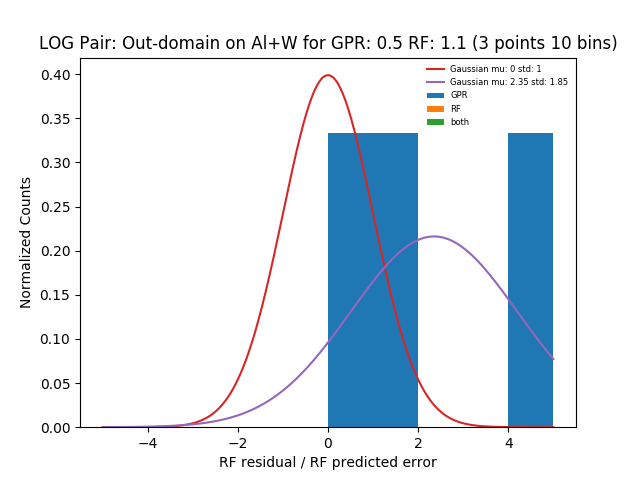 LOG Pair: Out-domain on Al+W for GPR: 0.5 RF: 1.1 (3 points 10 bins)
Gaussian mu: 0 std: 1
Gaussian mu: 2.35 std: 1.85
GPR
RF
both
0.40
0.35
0.30
0.25
0.20
0.15
0.10
0.05
0.00
Normalized Counts
−4 −2 0 2 4
RF residual / RF predicted error